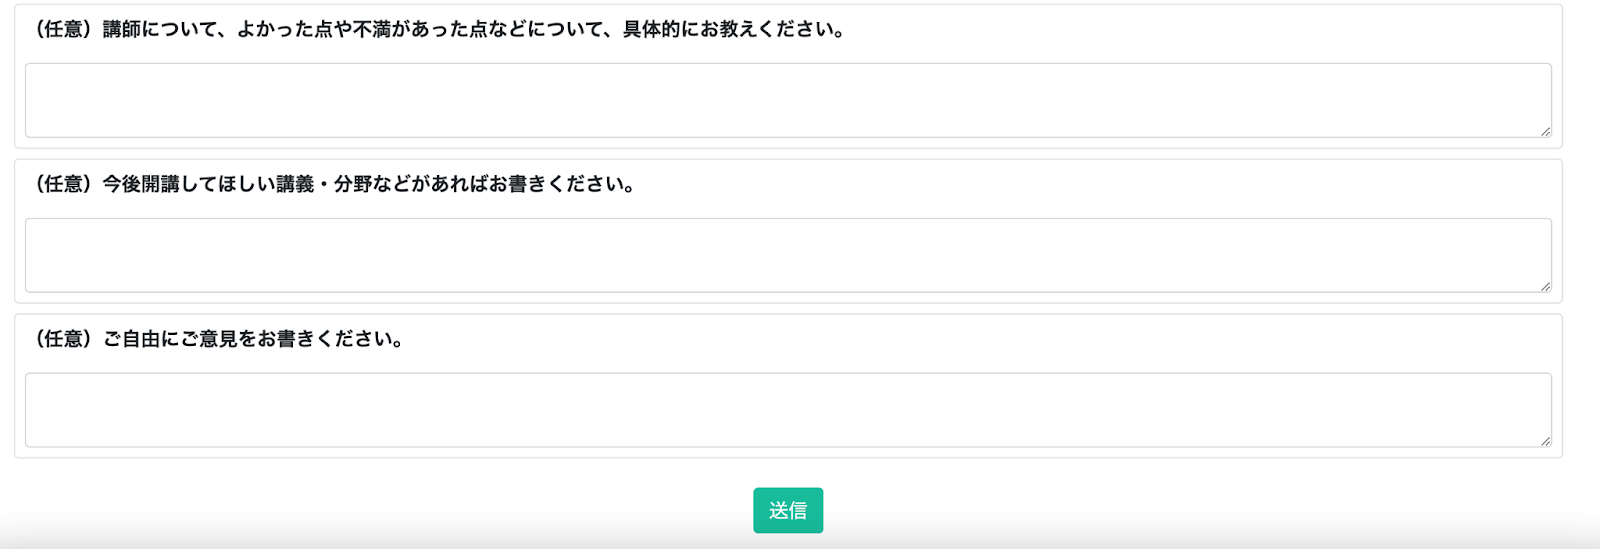 （任意）講師について、よかった点や不満があった点などについて、具体的にお教えください。
（任意）今後開講してほしい講義・分野などがあればお書きください。
（任意）ご自由にご意見をお書きください。
送信